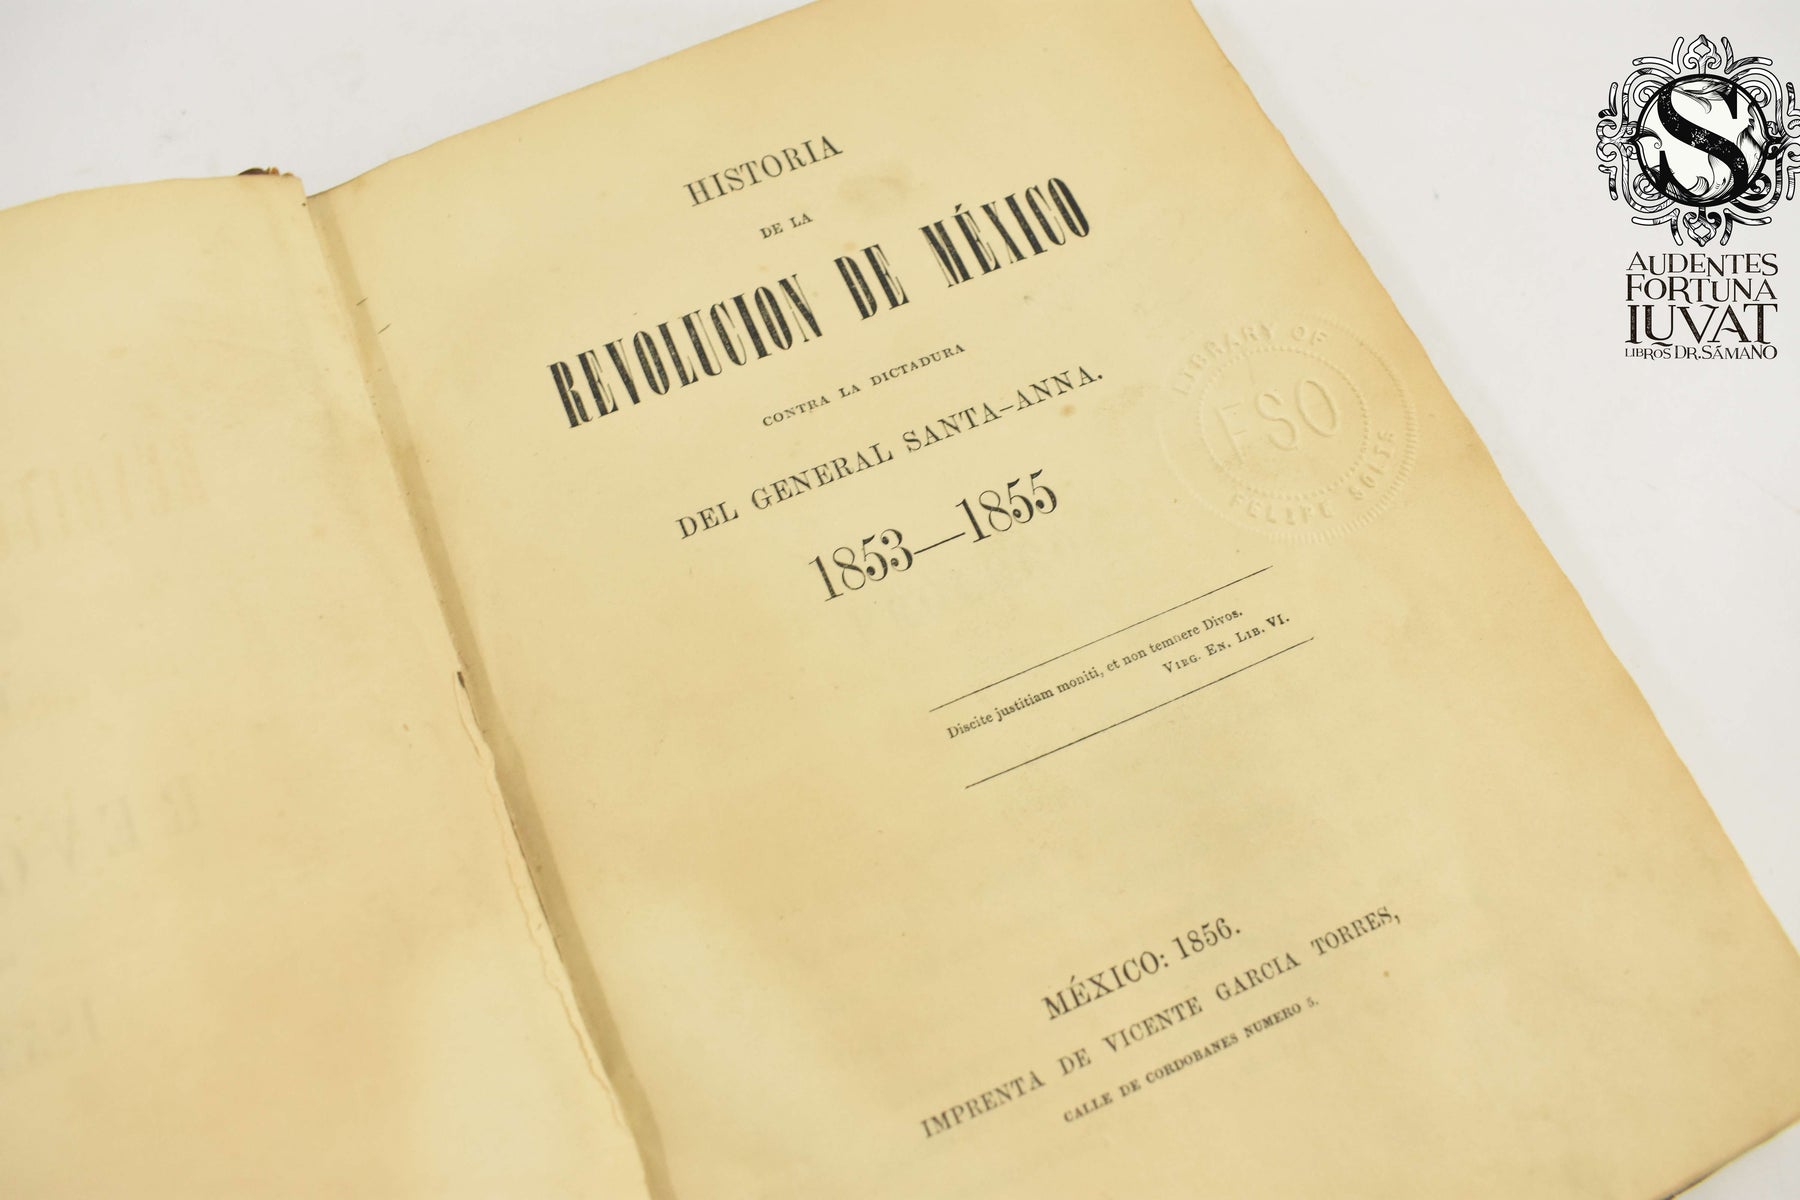 HISTORIA
DE LA
REVOLUCION DE MÉXICO
CONTRA LA DICTADURA
DEL GENERAL SANTA-ANNA.
1853—1855
Discite justitiam moniti, et non temnere Divos.
VIRG. EN. LIB. VI.
MÉXICO: 1856.
IMPRENTA DE VICENTE GARCIA TORRES,
CALLE DE CORDOBANES NUMERO 5.
LIBRARY OF
FSO
FELIPE SOLIS
S
AUDENTES
FORTUNA
IUVAT
LIBROS DR. SÁMANO